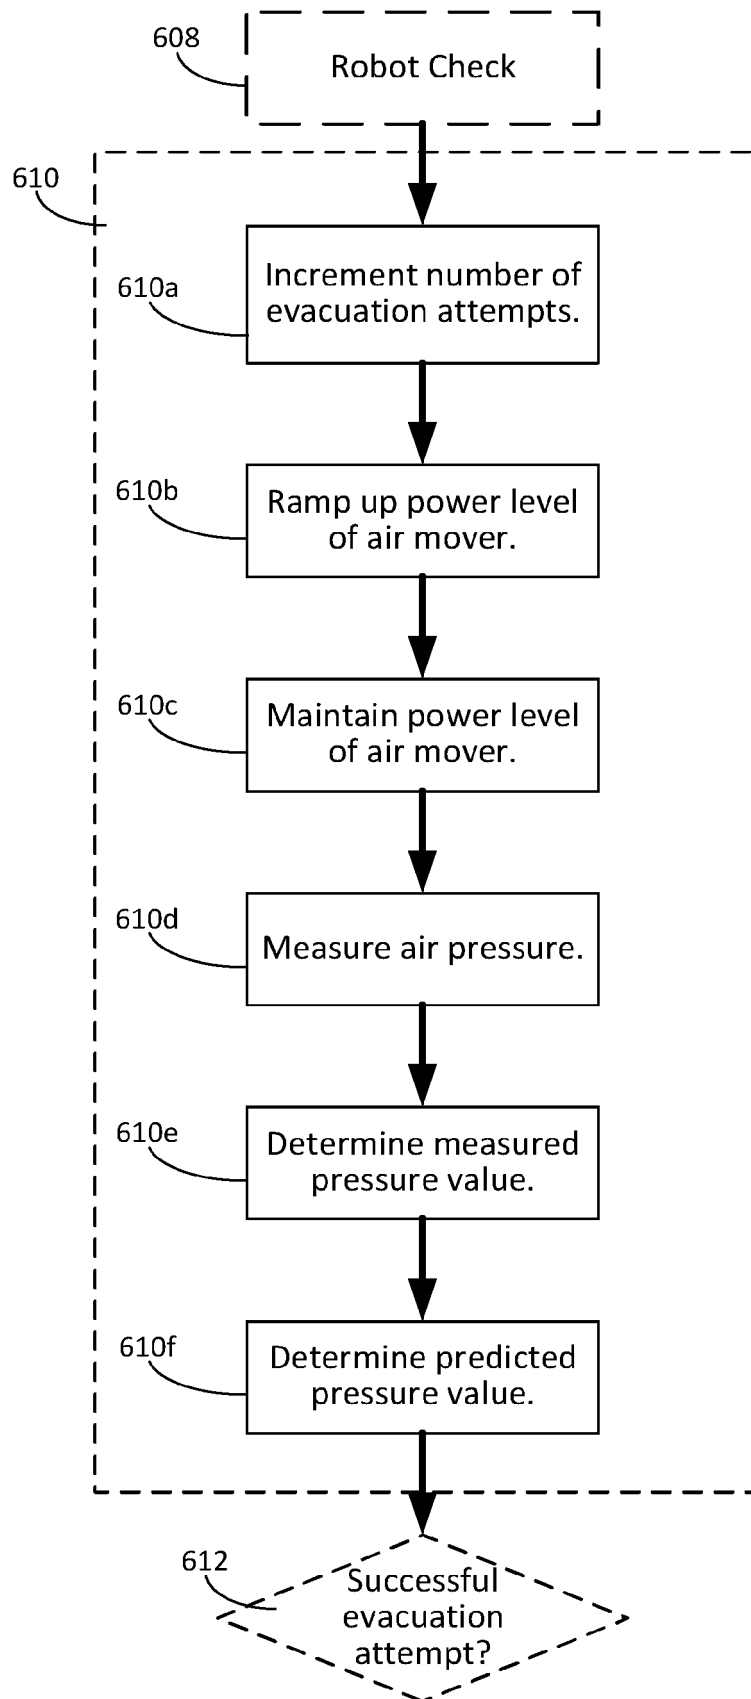 608
Robot Check
610
610a
Increment number of
evacuation attempts.
610b
Ramp up power level
of air mover.
610c
Maintain power level
of air mover.
610d
Measure air pressure.
610e
Determine measured
pressure value.
610f
Determine predicted
pressure value.
612
Successful
evacuation
attempt?